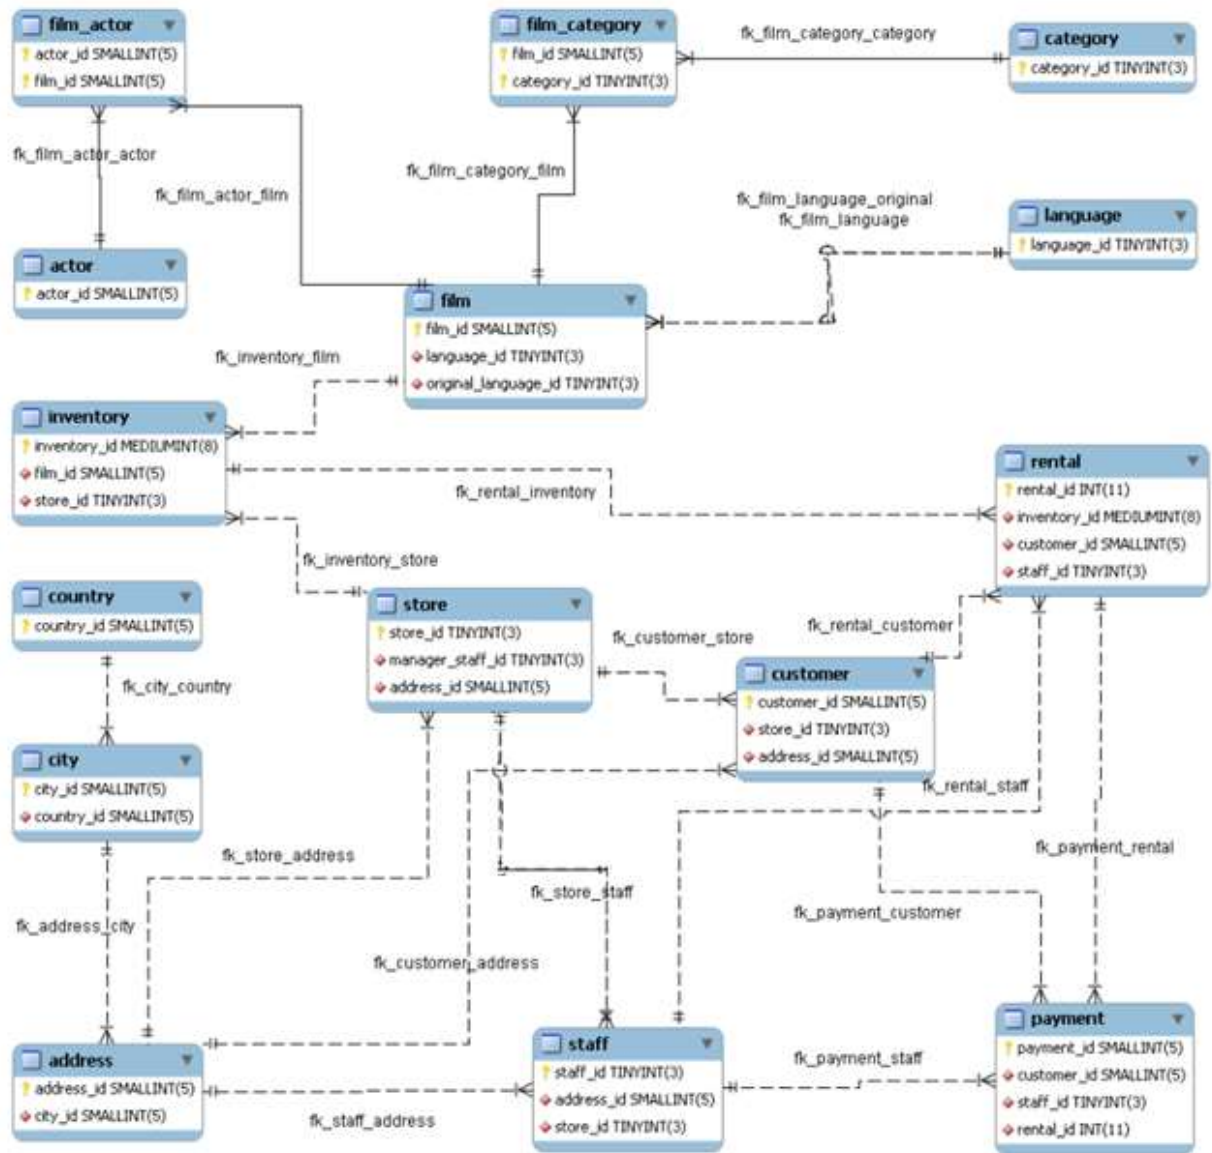 film_actor
actor_id SMALLINT(5)
film_id SMALLINT(5)
film_category
film_id SMALLINT(5)
category_id TINYINT(3)
fk_film_category_category
category
category_id TINYINT(3)
fk_film_actor_actor
fk_film_actor_film
fk_film_category_film
fk_film_language_original
fk_film_language
language
language_id TINYINT(3)
actor
actor_id SMALLINT(5)
film
film_id SMALLINT(5)
language_id TINYINT(3)
original_language_id TINYINT(3)
fk_inventory_film
inventory
inventory_id MEDIUMINT(8)
film_id SMALLINT(5)
store_id TINYINT(3)
fk_rental_inventory
rental
rental_id INT(11)
inventory_id MEDIUMINT(8)
customer_id SMALLINT(5)
staff_id TINYINT(3)
fk_inventory_store
country
country_id SMALLINT(5)
store
store_id TINYINT(3)
manager_staff_id TINYINT(3)
address_id SMALLINT(5)
fk_customer_store
fk_rental_customer
fk_city_country
customer
customer_id SMALLINT(5)
store_id TINYINT(3)
address_id SMALLINT(5)
city
city_id SMALLINT(5)
country_id SMALLINT(5)
fk_rental_staff
fk_payment_rental
fk_store_address
fk_store_staff
fk_payment_customer
fk_address_city
fk_customer_address
address
address_id SMALLINT(5)
city_id SMALLINT(5)
fk_staff_address
staff
staff_id TINYINT(3)
address_id SMALLINT(5)
store_id TINYINT(3)
fk_payment_staff
payment
payment_id SMALLINT(5)
customer_id SMALLINT(5)
staff_id TINYINT(3)
rental_id INT(11)